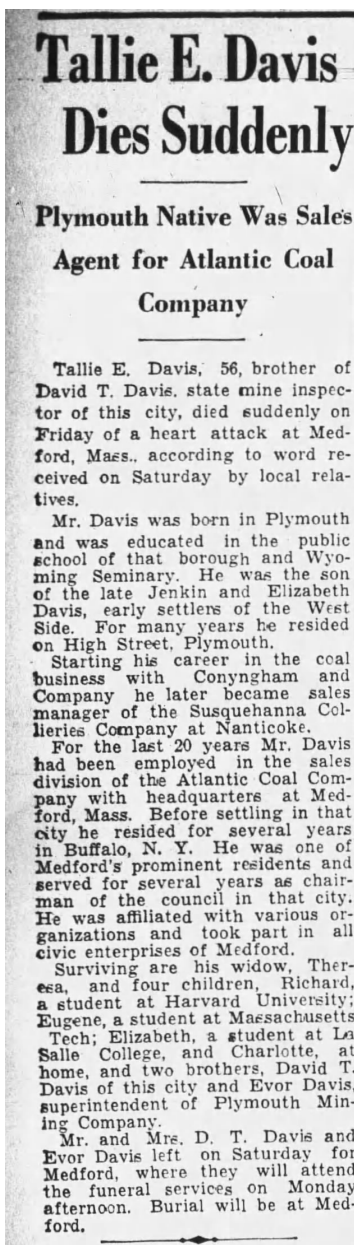 Tallie E. Davis
Dies Suddenly
Plymouth Native Was Sale's
Agent for Atlantic Coal
Company
Tallie E. Davis, 56, brother of
David T. Davis, state mine inspec-
tor of this city, died suddenly on
Friday of a heart attack at Med-
ford, Mass., according to word re-
ceived on Saturday by local rela-
tives.
Mr. Davis was born in Plymouth
and was educated in the public
school of that borough and Wyo-
ming Seminary. He was the son
of the late Jenkin and Elizabeth
Davis, early settlers of the West
Side. For many years he resided
on High Street, Plymouth.
Starting his career in the coal
business with Conyngham and
Company he later became sales
manager of the Susquehanna Col-
lieries Company at Nanticoke.
For the last 20 years Mr. Davis
had been employed in the sales
division of the Atlantic Coal Com-
pany with headquarters at Med-
ford, Mass. Before settling in that
city he resided for several years
in Buffalo, N. Y. He was one of
Medford's prominent residents and
served for several years as chair-
man of the council in that city.
He was affiliated with various or-
ganizations and took part in all
civic enterprises of Medford.
Surviving are his widow, Ther-
esa, and four children, Richard,
a student at Harvard University;
Eugene, a student at Massachusetts
Tech; Elizabeth, a student at La
Salle College, and Charlotte, at
home, and two brothers, David T.
Davis of this city and Evor Davis,
superintendent of Plymouth Min-
ing Company.
Mr. and Mrs. D. T. Davis and
Evor Davis left on Saturday for
Medford, where they will attend
the funeral services on Monday
afternoon. Burial will be at Med-
ford.